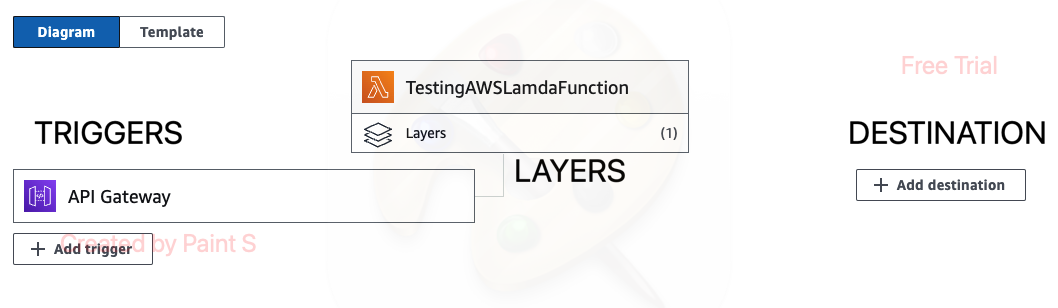 Diagram
Template
Free Trial
TestingAWSLamdaFunction
Layers (1)
TRIGGERS
DESTINATION
LAYERS
API Gateway
+ Add destination
+ Add trigger
Created by Paint S